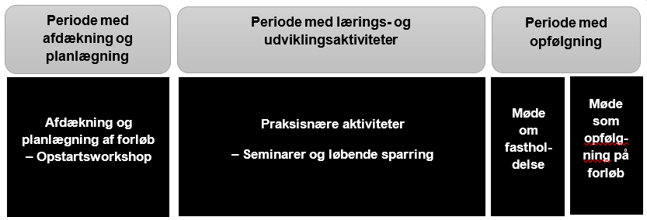 Periode med
afdækning og
planlægning
Periode med lærings- og
udviklingsaktiviteter
Periode med
opfølgning
Afdækning og
planlægning af forløb
– Opstartsworkshop
Praksisnære aktiviteter
– Seminarer og løbende sparring
Møde
om
fasthol-
delse
Møde
som
opfølg-
ning på
forløb